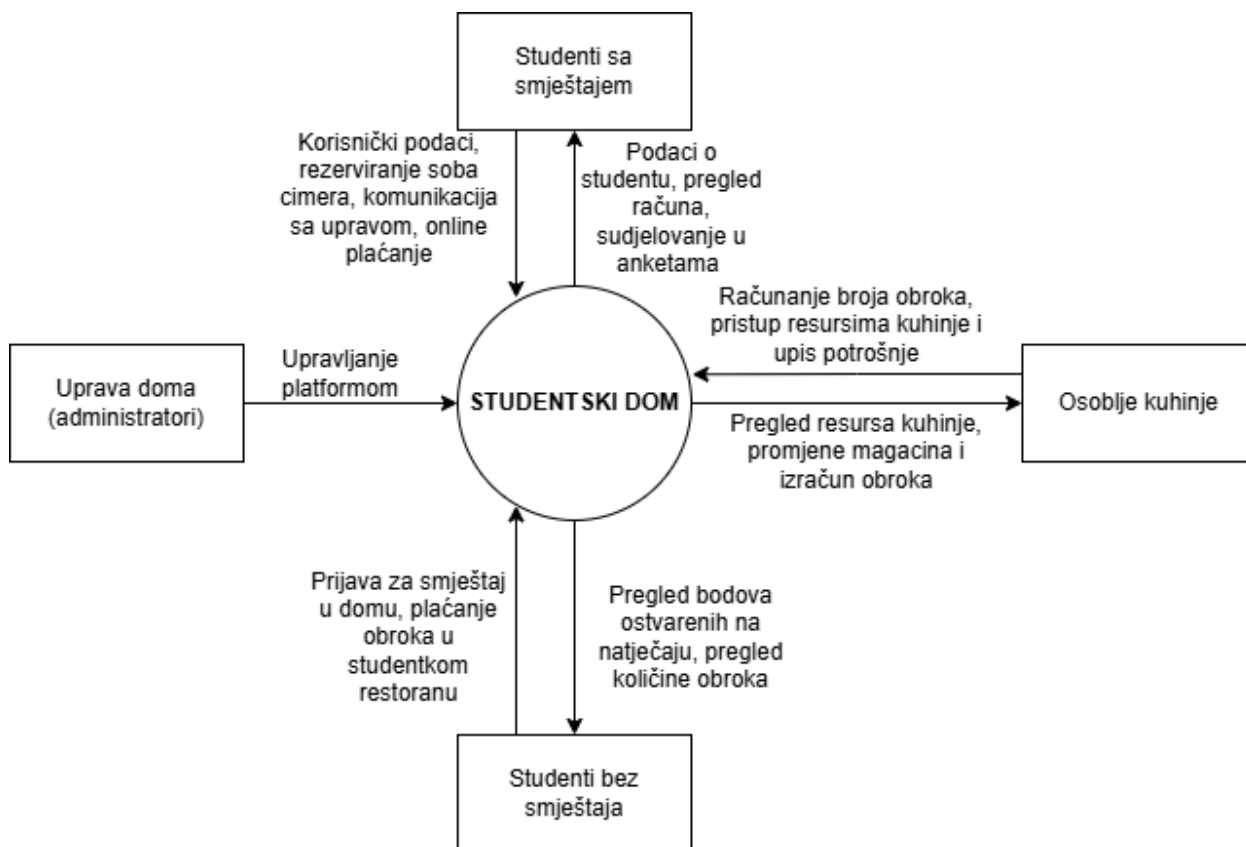 Studenti sa
smještajem
Korisnički podaci,
rezerviranje soba
cimera, komunikacija
sa upravom, online
plaćanje
Podaci o
studentu, pregled
računa,
sudjelovanje u
anketama
Računanje broja obroka,
pristup resursima kuhinje i
upis potrošnje
Uprava doma
(administratori)
Upravljanje
platformom
STUDENTSKI DOM
Osoblje kuhinje
Pregled resursa kuhinje,
promjene magacina i
izračun obroka
Prijava za smještaj
u domu, plaćanje
obroka u
studentkom
restoranu
Pregled bodova
ostvarenih na
natječaju, pregled
količine obroka
Studenti bez
smještaja